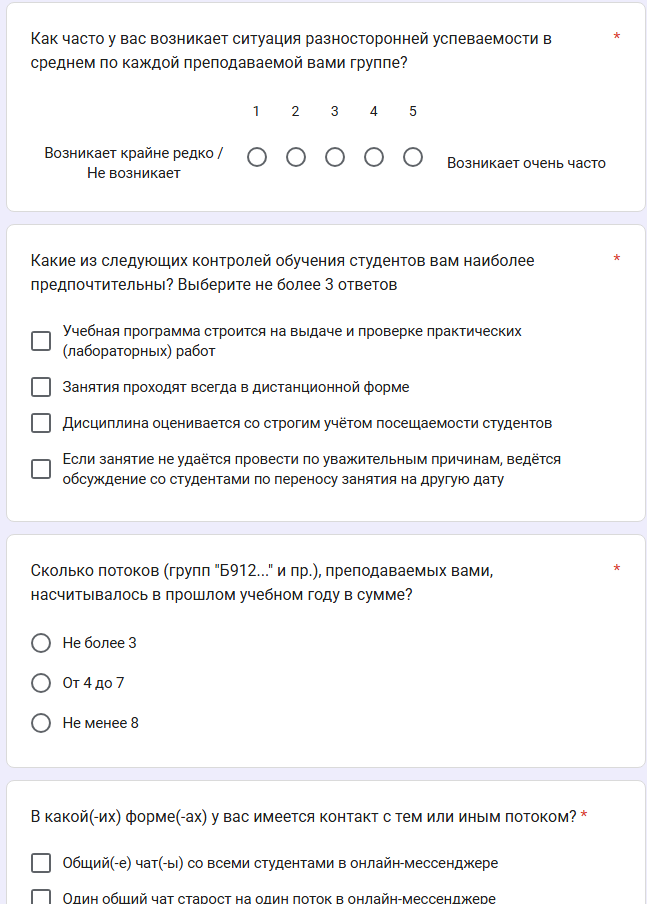 Как часто у вас возникает ситуация разносторонней успеваемости в *
среднем по каждой преподаваемой вами группе?
1 2 3 4 5
Возникает крайне редко /
Не возникает
Возникает очень часто
Какие из следующих контролей обучения студентов вам наиболее *
предпочтительны? Выберите не более 3 ответов
Учебная программа строится на выдаче и проверке практических
(лабораторных) работ
Занятия проходят всегда в дистанционной форме
Дисциплина оценивается со строгим учётом посещаемости студентов
Если занятие не удаётся провести по уважительным причинам, ведётся
обсуждение со студентами по переносу занятия на другую дату
Сколько потоков (групп "Б912..." и пр.), преподаваемых вами, *
насчитывалось в прошлом учебном году в сумме?
Не более 3
От 4 до 7
Не менее 8
В какой(-их) форме(-ах) у вас имеется контакт с тем или иным потоком? *
Общий(-е) чат(-ы) со всеми студентами в онлайн-мессенджере
Один общий чат старост на один поток в онлайн-мессенджере